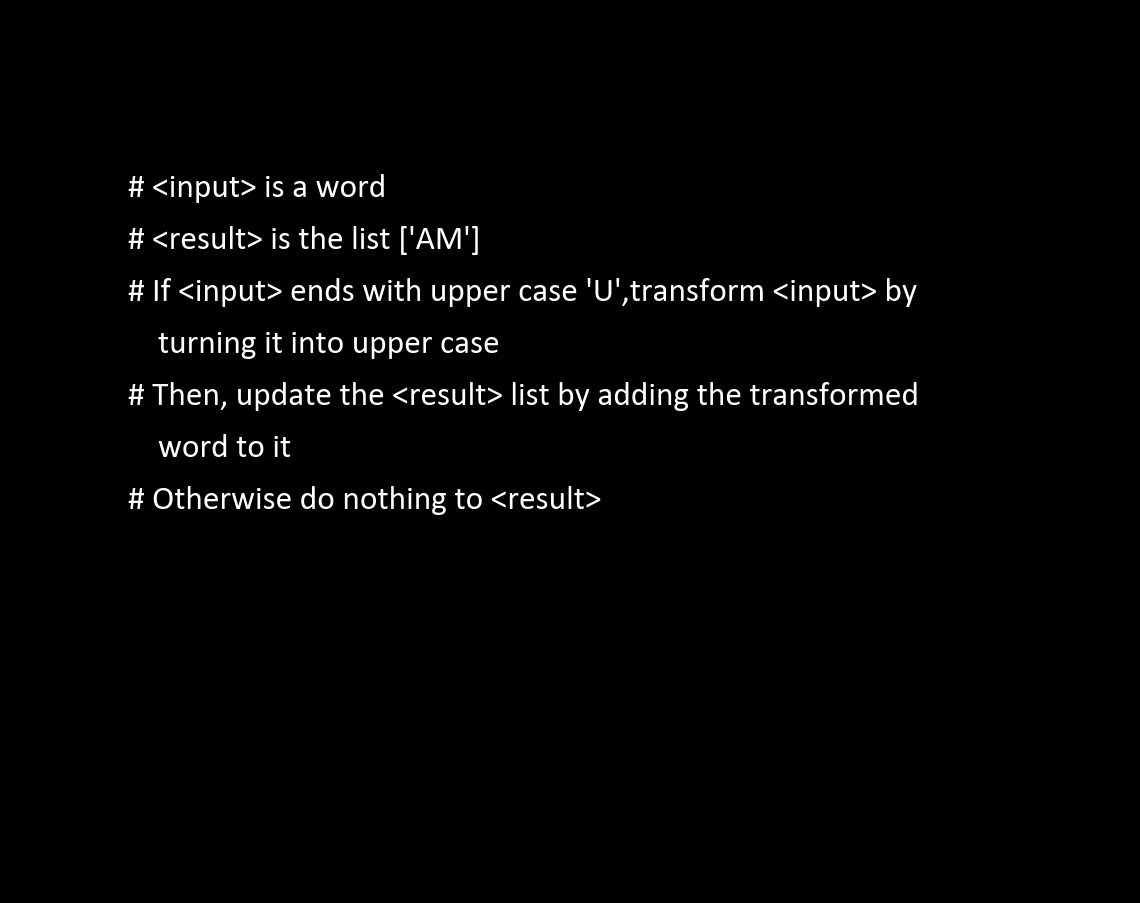 # <input> is a word
# <result> is the list ['AM']
# If <input> ends with upper case 'U',transform <input> by
turning it into upper case
# Then, update the <result> list by adding the transformed
word to it
# Otherwise do nothing to <result>